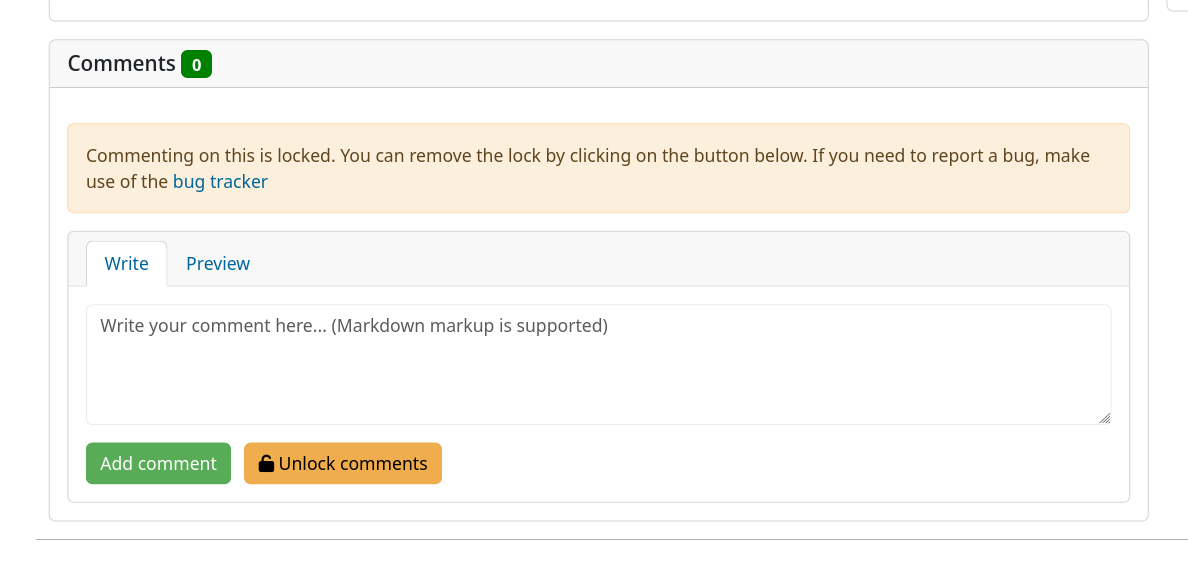 Comments 0
Commenting on this is locked. You can remove the lock by clicking on the button below. If you need to report a bug, make
use of the bug tracker
Write Preview
Write your comment here... (Markdown markup is supported)
Add comment Unlock comments